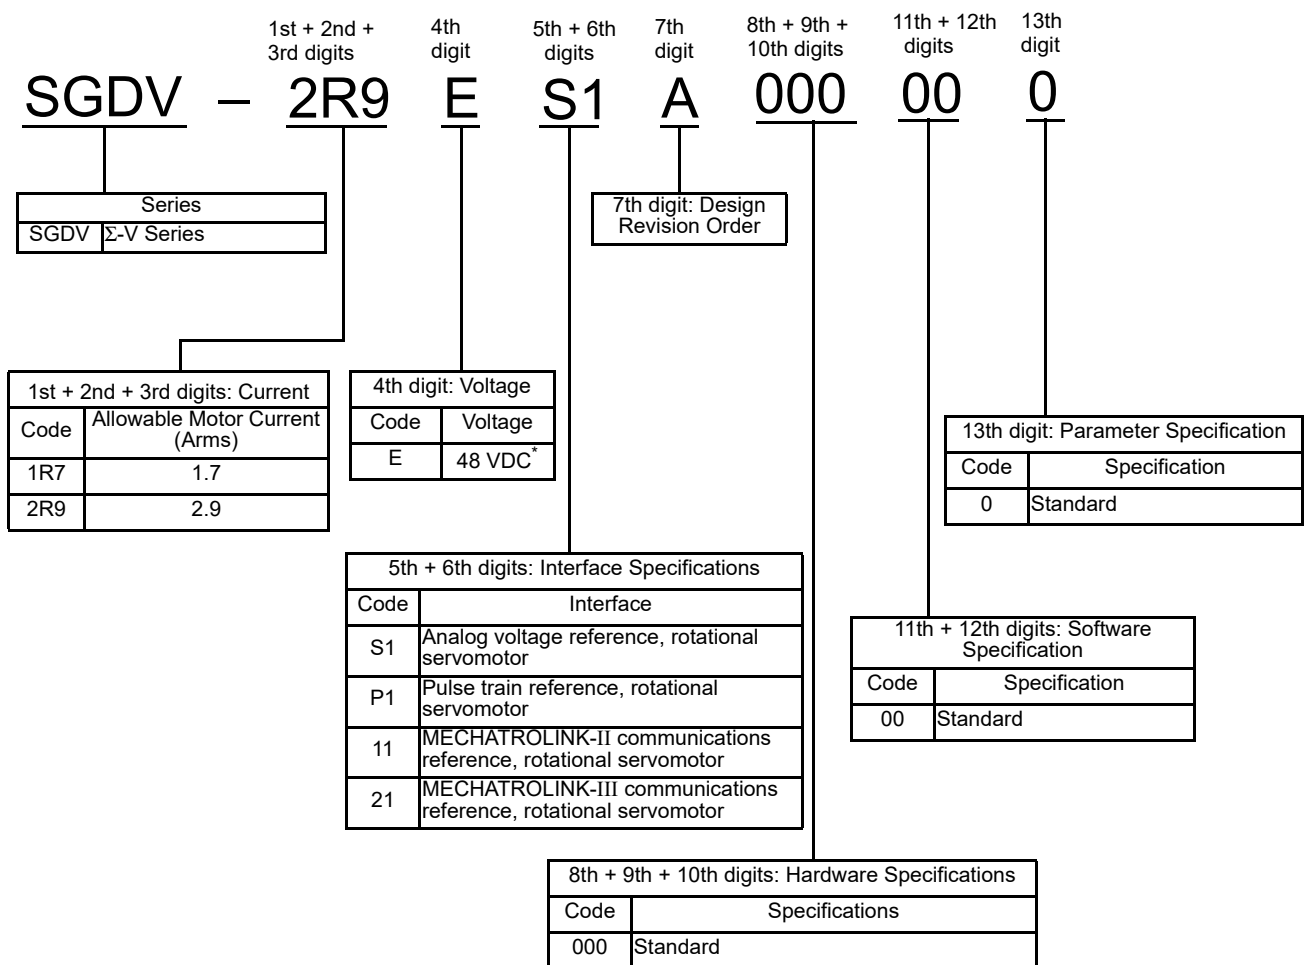 1st + 2nd +
3rd digits
4th
digit
5th + 6th
digits
7th
digit
8th + 9th +
10th digits
11th + 12th
digits
13th
digit
SGDV – 2R9 E S1 A 000 00 0
Series
SGDV Σ-V Series
7th digit: Design
Revision Order
1st + 2nd + 3rd digits: Current
Code Allowable Motor Current
(Arms)
1R7 1.7
2R9 2.9
4th digit: Voltage
Code Voltage
E 48 VDC*
13th digit: Parameter Specification
Code Specification
0 Standard
5th + 6th digits: Interface Specifications
Code Interface
S1 Analog voltage reference, rotational
servomotor
P1 Pulse train reference, rotational
servomotor
11 MECHATROLINK-II communications
reference, rotational servomotor
21 MECHATROLINK-III communications
reference, rotational servomotor
11th + 12th digits: Software
Specification
Code Specification
00 Standard
8th + 9th + 10th digits: Hardware Specifications
Code Specifications
000 Standard